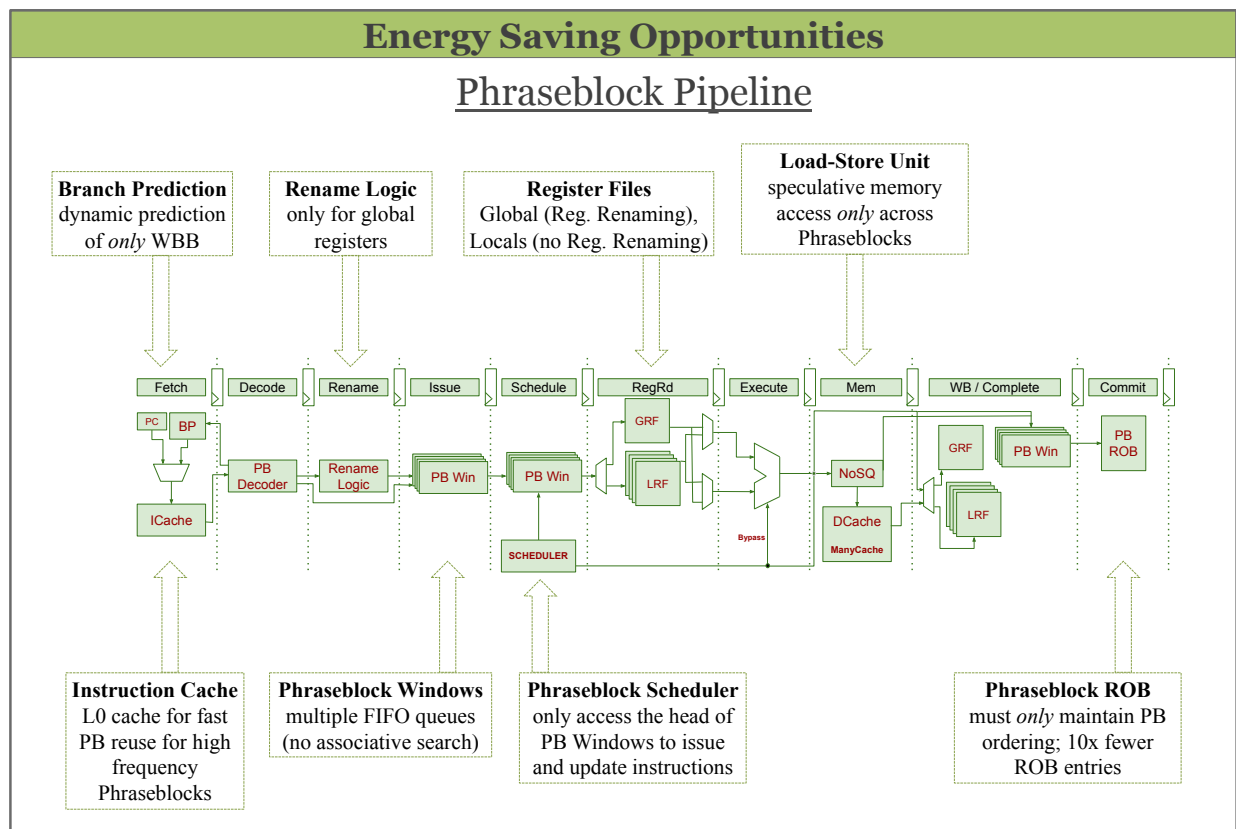 Energy Saving Opportunities
Phraseblock Pipeline
Branch Prediction
dynamic prediction
of only WBB
Rename Logic
only for global
registers
Register Files
Global (Reg. Renaming),
Locals (no Reg. Renaming)
Load-Store Unit
speculative memory
access only across
Phraseblocks
Fetch
Decode
Rename
Issue
Schedule
RegRd
Execute
Mem
WB / Complete
Commit
PC
BP
ICache
PB
Decoder
Rename
Logic
PB Win
PB Win
SCHEDULER
GRF
LRF
Bypass
NoSQ
DCache
ManyCache
GRF
LRF
PB Win
PB
ROB
Instruction Cache
L0 cache for fast
PB reuse for high
frequency
Phraseblocks
Phraseblock Windows
multiple FIFO queues
(no associative search)
Phraseblock Scheduler
only access the head of
PB Windows to issue
and update instructions
Phraseblock ROB
must only maintain PB
ordering; 10x fewer
ROB entries